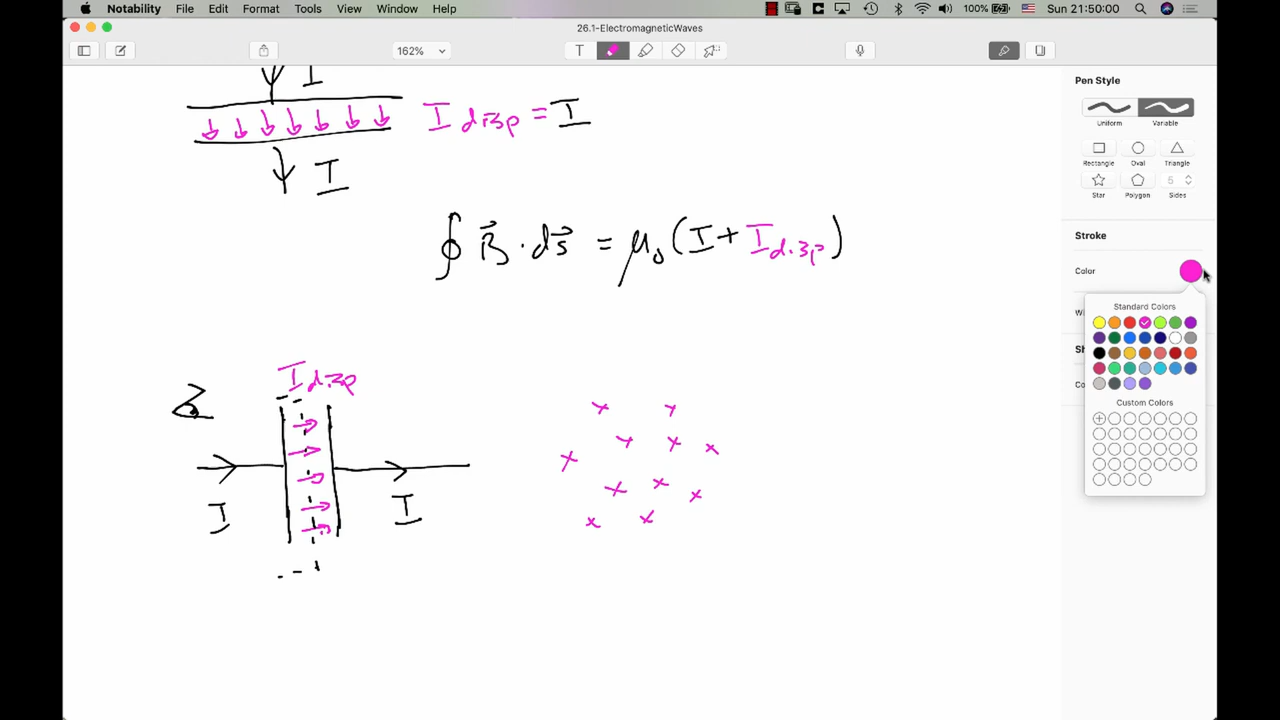 Notability File Edit Format Tools View Window Help 100% Sun 21:50:00
26.1-ElectromagneticWaves
162% T
Pen Style
Uniform Variable
Rectangle Oval Triangle
5
Star Polygon Sides
Stroke
Color
Standard Colors
Custom Colors
I
I disp = I
I
∮ B⃗ · ds⃗ = μ₀ (I + I disp)
I disp
2
I I